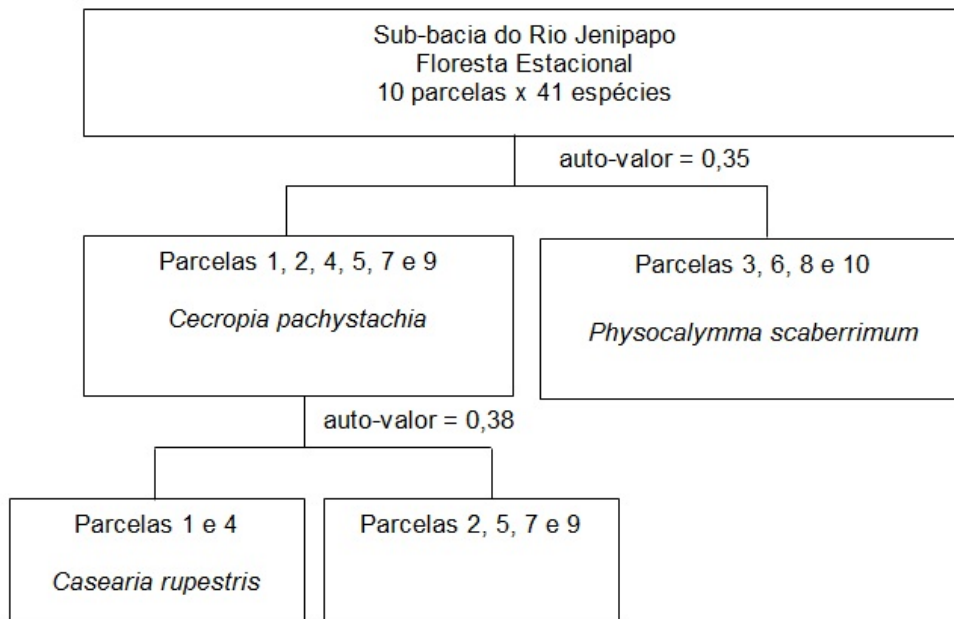 Sub-bacia do Rio Jenipapo
Floresta Estacional
10 parcelas x 41 espécies
auto-valor = 0,35
Parcelas 1, 2, 4, 5, 7 e 9
Cecropia pachystachia
Parcelas 3, 6, 8 e 10
Physocalymma scaberrimum
auto-valor = 0,38
Parcelas 1 e 4
Casearia rupestris
Parcelas 2, 5, 7 e 9